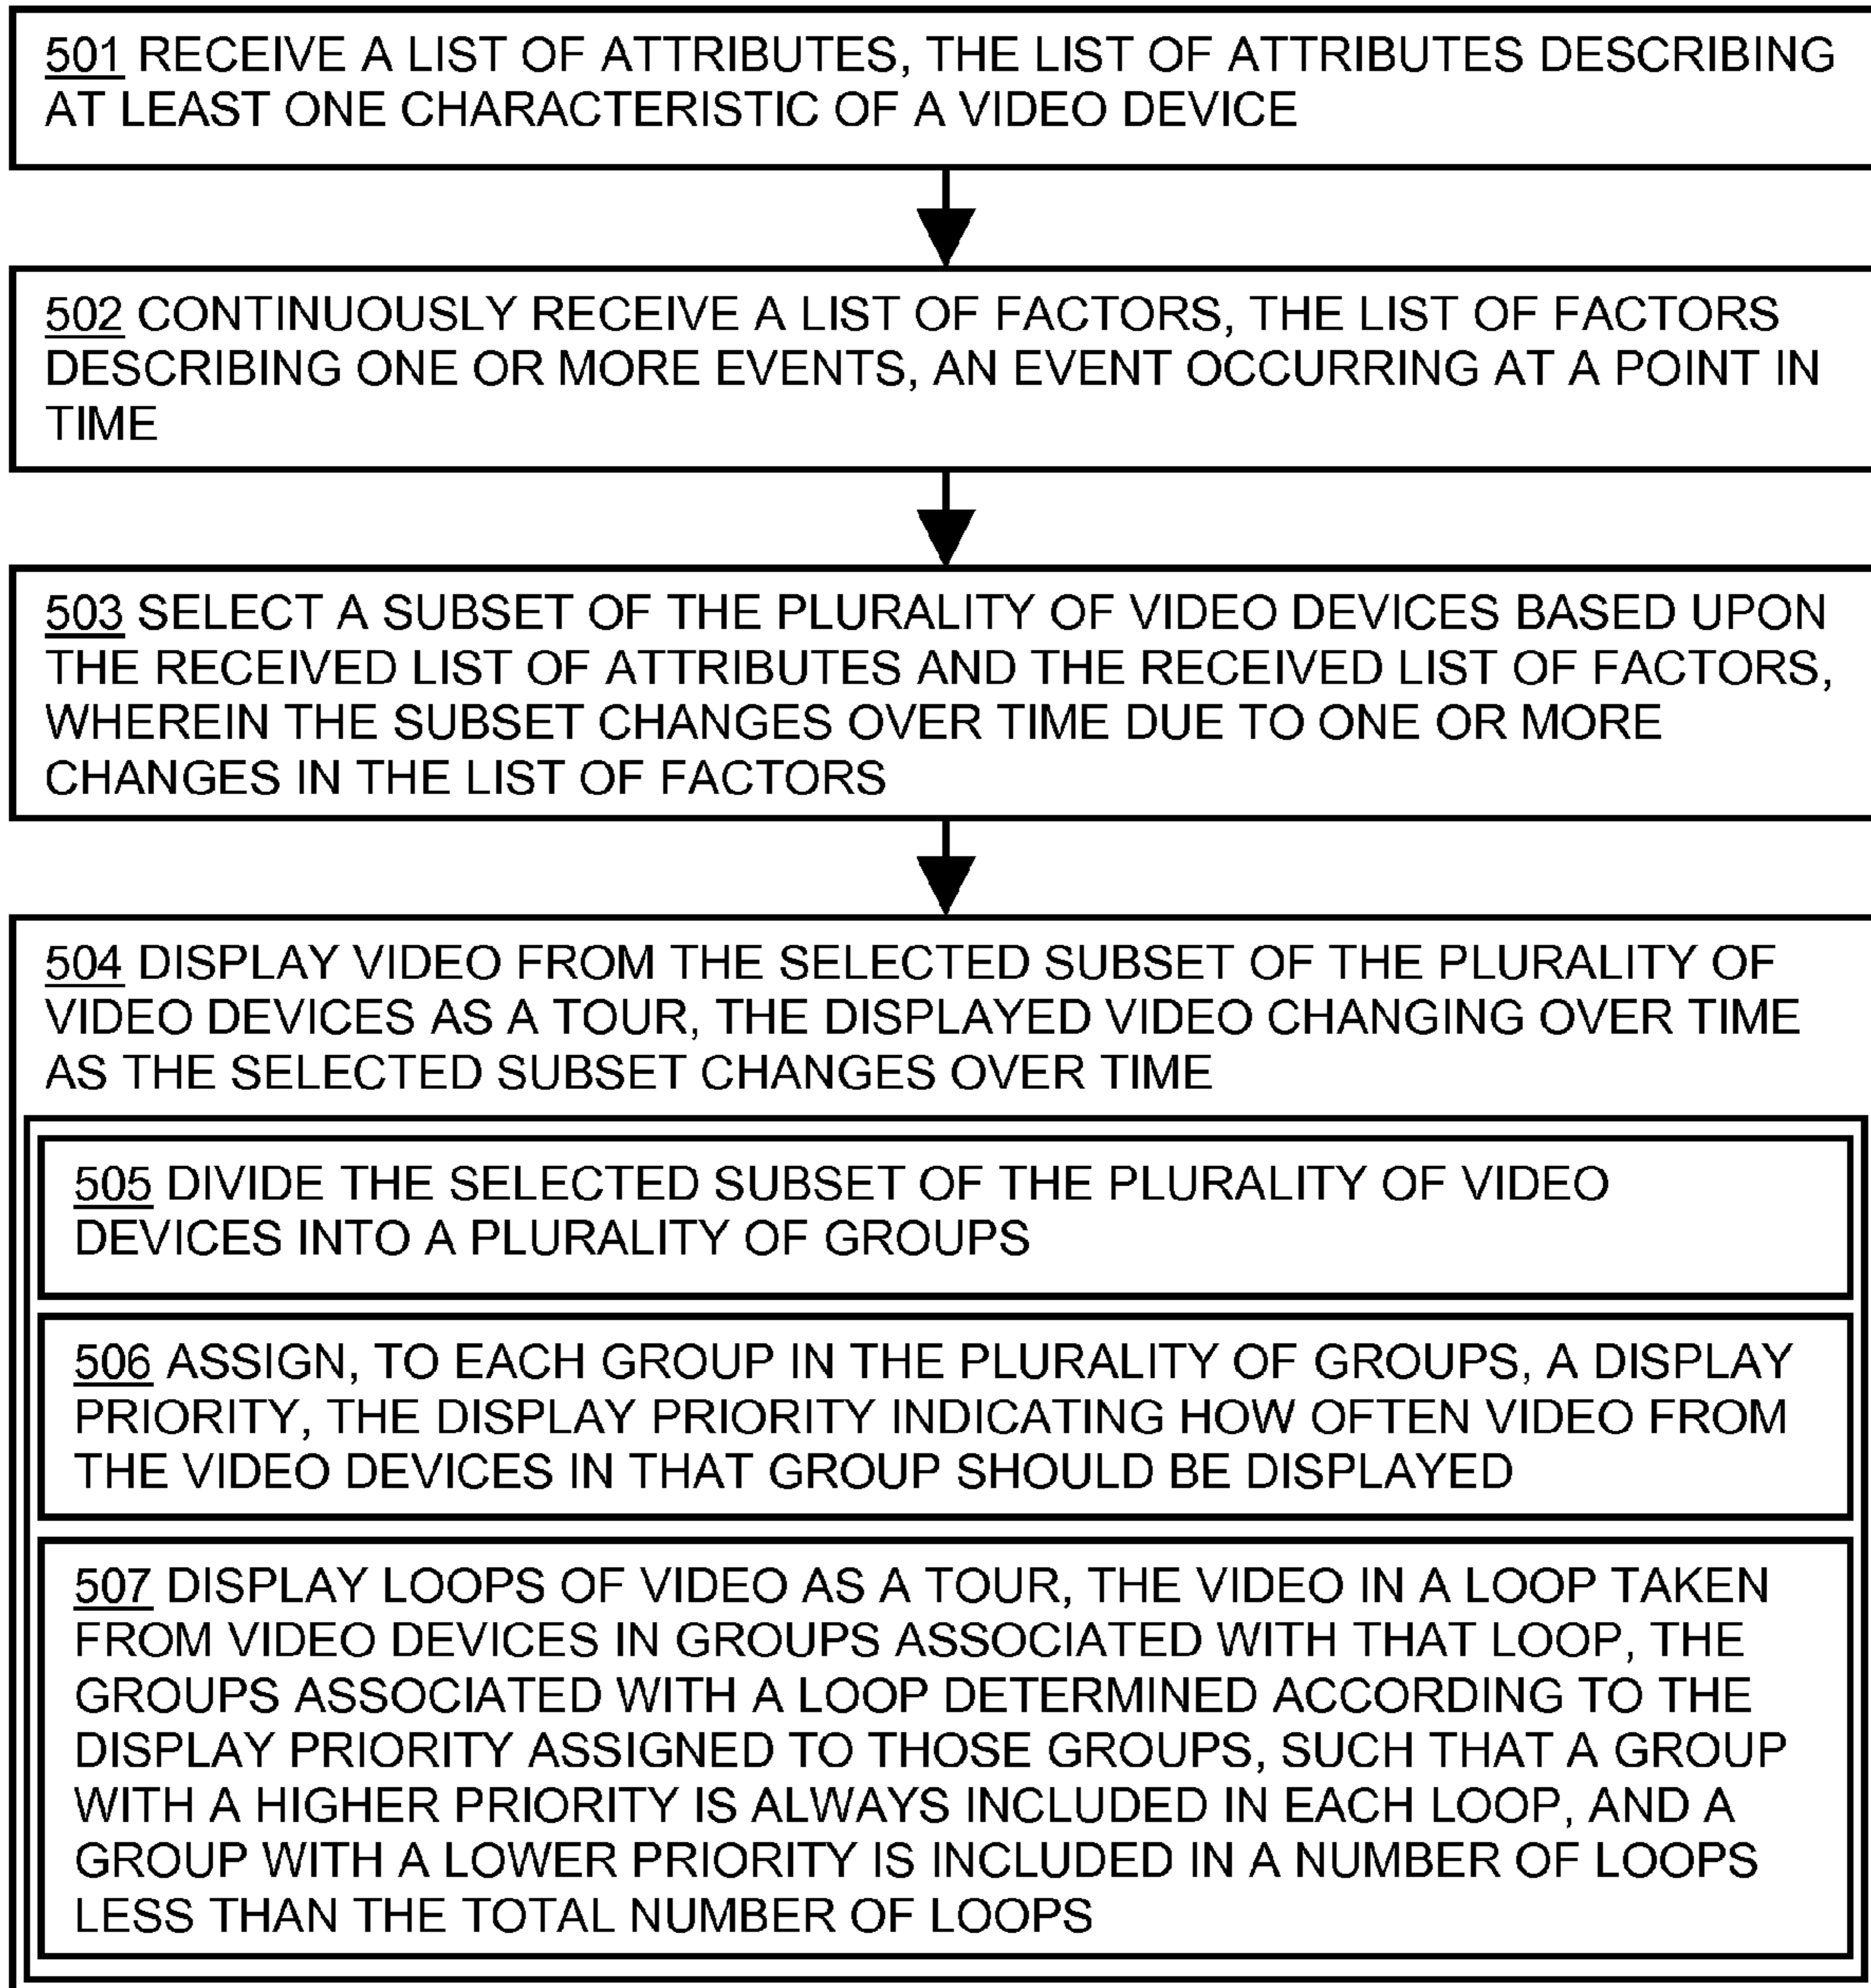 501 RECEIVE A LIST OF ATTRIBUTES, THE LIST OF ATTRIBUTES DESCRIBING
AT LEAST ONE CHARACTERISTIC OF A VIDEO DEVICE
502 CONTINUOUSLY RECEIVE A LIST OF FACTORS, THE LIST OF FACTORS
DESCRIBING ONE OR MORE EVENTS, AN EVENT OCCURRING AT A POINT IN
TIME
503 SELECT A SUBSET OF THE PLURALITY OF VIDEO DEVICES BASED UPON
THE RECEIVED LIST OF ATTRIBUTES AND THE RECEIVED LIST OF FACTORS,
WHEREIN THE SUBSET CHANGES OVER TIME DUE TO ONE OR MORE
CHANGES IN THE LIST OF FACTORS
504 DISPLAY VIDEO FROM THE SELECTED SUBSET OF THE PLURALITY OF
VIDEO DEVICES AS A TOUR, THE DISPLAYED VIDEO CHANGING OVER TIME
AS THE SELECTED SUBSET CHANGES OVER TIME
505 DIVIDE THE SELECTED SUBSET OF THE PLURALITY OF VIDEO
DEVICES INTO A PLURALITY OF GROUPS
506 ASSIGN, TO EACH GROUP IN THE PLURALITY OF GROUPS, A DISPLAY
PRIORITY, THE DISPLAY PRIORITY INDICATING HOW OFTEN VIDEO FROM
THE VIDEO DEVICES IN THAT GROUP SHOULD BE DISPLAYED
507 DISPLAY LOOPS OF VIDEO AS A TOUR, THE VIDEO IN A LOOP TAKEN
FROM VIDEO DEVICES IN GROUPS ASSOCIATED WITH THAT LOOP, THE
GROUPS ASSOCIATED WITH A LOOP DETERMINED ACCORDING TO THE
DISPLAY PRIORITY ASSIGNED TO THOSE GROUPS, SUCH THAT A GROUP
WITH A HIGHER PRIORITY IS ALWAYS INCLUDED IN EACH LOOP, AND A
GROUP WITH A LOWER PRIORITY IS INCLUDED IN A NUMBER OF LOOPS
LESS THAN THE TOTAL NUMBER OF LOOPS